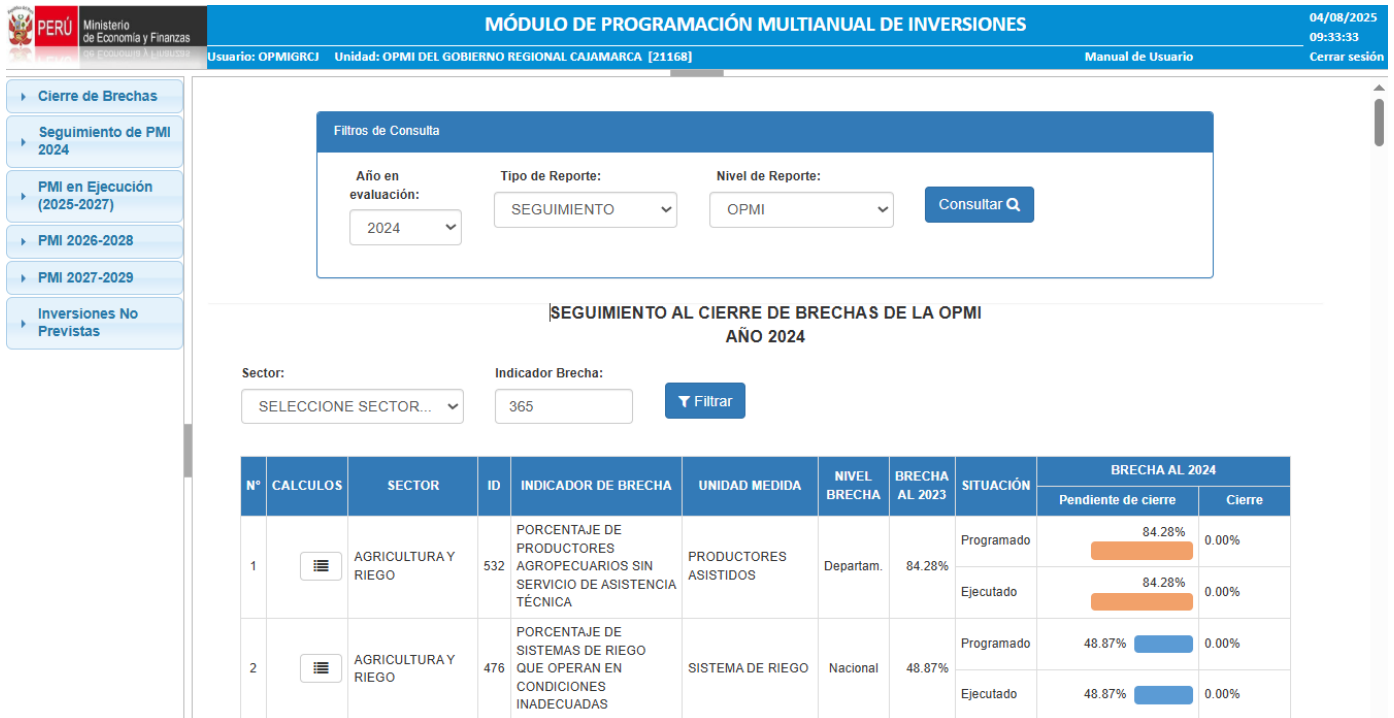 PERÚ
Ministerio
de Economía y Finanzas
MÓDULO DE PROGRAMACIÓN MULTIANUAL DE INVERSIONES
04/08/2025
09:33:33
Usuario: OPMIGRCJ Unidad: OPMI DEL GOBIERNO REGIONAL CAJAMARCA [21168]
Manual de Usuario
Cerrar sesión
Cierre de Brechas
Seguimiento de PMI
2024
PMI en Ejecución
(2025-2027)
PMI 2026-2028
PMI 2027-2029
Inversiones No
Previstas
Filtros de Consulta
Año en
evaluación:
2024
Tipo de Reporte:
SEGUIMIENTO
Nivel de Reporte:
OPMI
Consultar
SEGUIMIENTO AL CIERRE DE BRECHAS DE LA OPMI
AÑO 2024
Sector:
SELECCIONE SECTOR...
Indicador Brecha:
365
Filtrar
N° CALCULOS SECTOR ID INDICADOR DE BRECHA UNIDAD MEDIDA
NIVEL
BRECHA
BRECHA
AL 2023
SITUACIÓN
BRECHA AL 2024
Pendiente de cierre Cierre
1
AGRICULTURA Y
RIEGO
532
PORCENTAJE DE
PRODUCTORES
AGROPECUARIOS SIN
SERVICIO DE ASISTENCIA
TÉCNICA
PRODUCTORES
ASISTIDOS
Departam.
84.28%
Programado
84.28%
0.00%
Ejecutado
84.28%
0.00%
2
AGRICULTURA Y
RIEGO
476
PORCENTAJE DE
SISTEMAS DE RIEGO
QUE OPERAN EN
CONDICIONES
INADECUADAS
SISTEMA DE RIEGO
Nacional
48.87%
Programado
48.87%
0.00%
Ejecutado
48.87%
0.00%